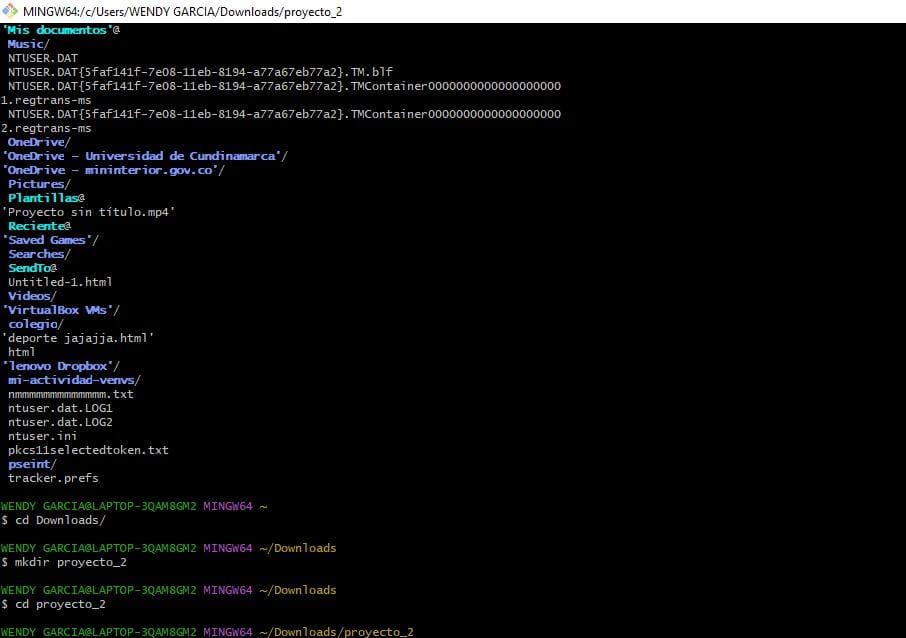 MINGW64:/c/Users/WENDY GARCIA/Downloads/proyecto_2
'Mis documentos'@
Music/
NTUSER.DAT
NTUSER.DAT{5faf141f-7e08-11eb-8194-a77a67eb77a2}.TM.blf
NTUSER.DAT{5faf141f-7e08-11eb-8194-a77a67eb77a2}.TMContainer0000000000000000000
1.regtrans-ms
NTUSER.DAT{5faf141f-7e08-11eb-8194-a77a67eb77a2}.TMContainer0000000000000000000
2.regtrans-ms
OneDrive/
'OneDrive - Universidad de Cundinamarca'/
'OneDrive - mininterior.gov.co'/
Pictures/
Plantillas@
'Proyecto sin título.mp4'
Reciente@
'Saved Games'/
Searches/
SendTo@
Untitled-1.html
Videos/
'VirtualBox VMs'/
colegio/
'deporte jajajja.html'
html
'lenovo Dropbox'/
mi-actividad-venvs/
nmmmmmmmmmmmmm.txt
ntuser.dat.LOG1
ntuser.dat.LOG2
ntuser.ini
pkcs11selectedtoken.txt
pseint/
tracker.prefs
WENDY GARCIA@LAPTOP-3QAM8GM2 MINGW64 ~
$ cd Downloads/
WENDY GARCIA@LAPTOP-3QAM8GM2 MINGW64 ~/Downloads
$ mkdir proyecto_2
WENDY GARCIA@LAPTOP-3QAM8GM2 MINGW64 ~/Downloads
$ cd proyecto_2
WENDY GARCIA@LAPTOP-3QAM8GM2 MINGW64 ~/Downloads/proyecto_2